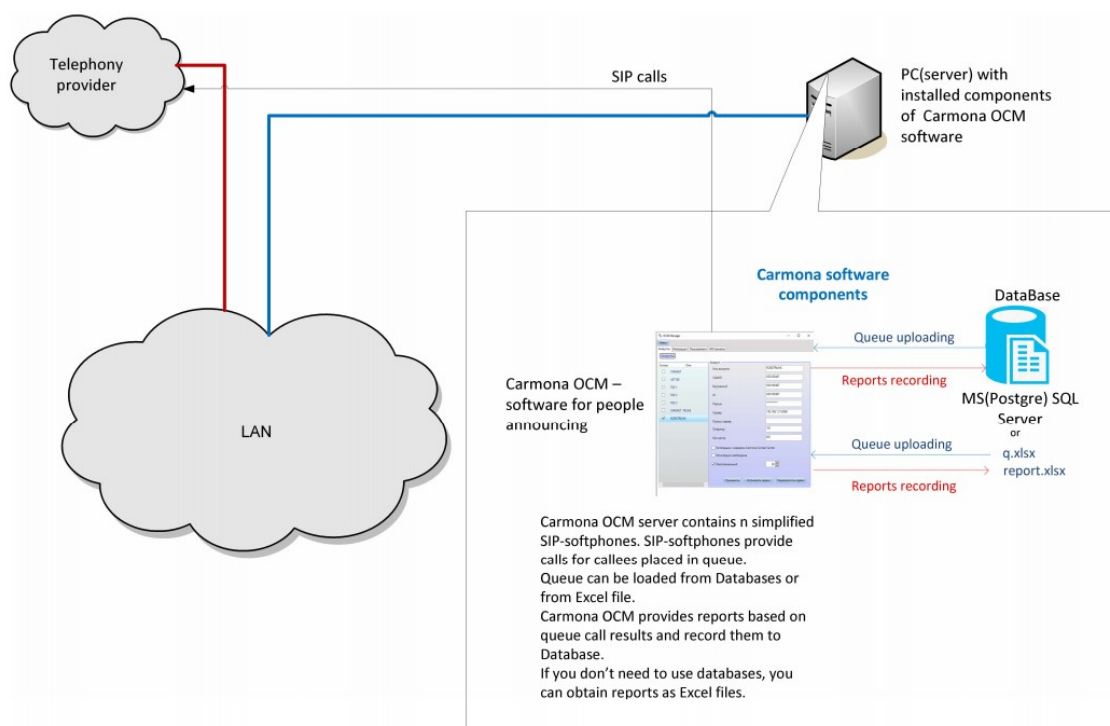 Telephony
provider
SIP calls
PC(server) with
installed components
of Carmona OCM
software
LAN
Carmona software
components
DataBase
Queue uploading
Reports recording
MS(Postgre) SQL
Server
or
Queue uploading
q.xlsx
report.xlsx
Reports recording
Carmona OCM –
software for people
announcing
Carmona OCM server contains n simplified
SIP-softphones. SIP-softphones provide
calls for callees placed in queue.
Queue can be loaded from Databases or
from Excel file.
Carmona OCM provides reports based on
queue call results and record them to
Database.
If you don't need to use databases, you
can obtain reports as Excel files.